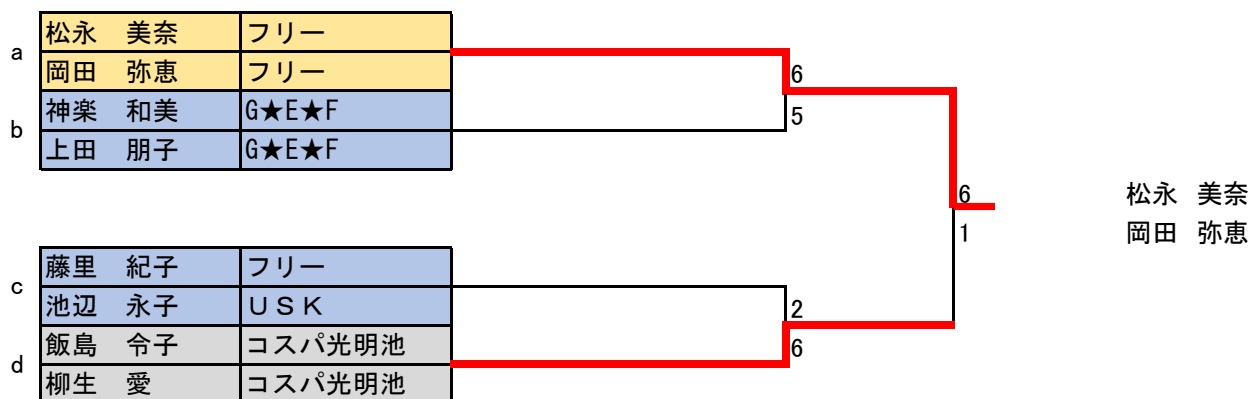 a
松永　美奈 フリー
岡田　弥恵 フリー
6
b
神楽　和美 G★E★F
5
上田　朋子 G★E★F
6
松永　美奈
1
岡田　弥恵
c
藤里　紀子 フリー
池辺　永子 ＵＳＫ
2
d
飯島　令子 コスパ光明池
6
柳生　愛 コスパ光明池